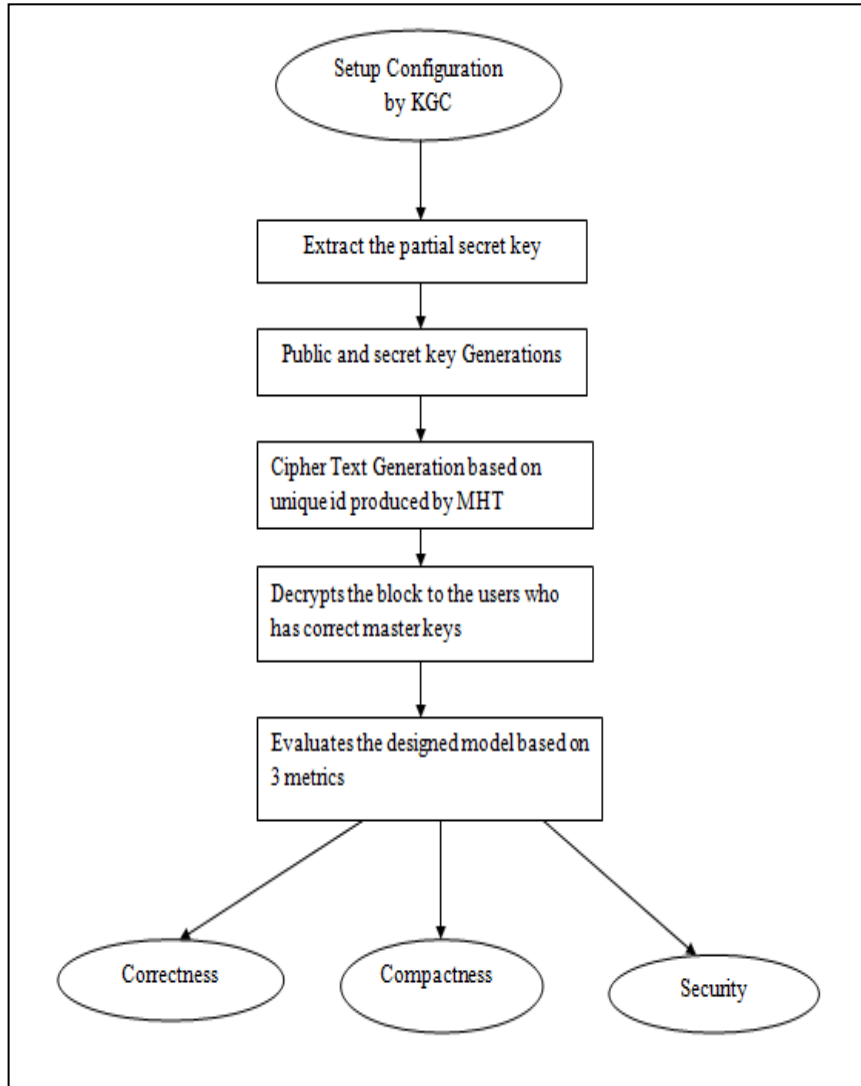 Setup Configuration
by KGC
Extract the partial secret key
Public and secret key Generations
Cipher Text Generation based on
unique id produced by MHT
Decrypts the block to the users who
has correct master keys
Evaluates the designed model based on
3 metrics
Correctness
Compactness
Security